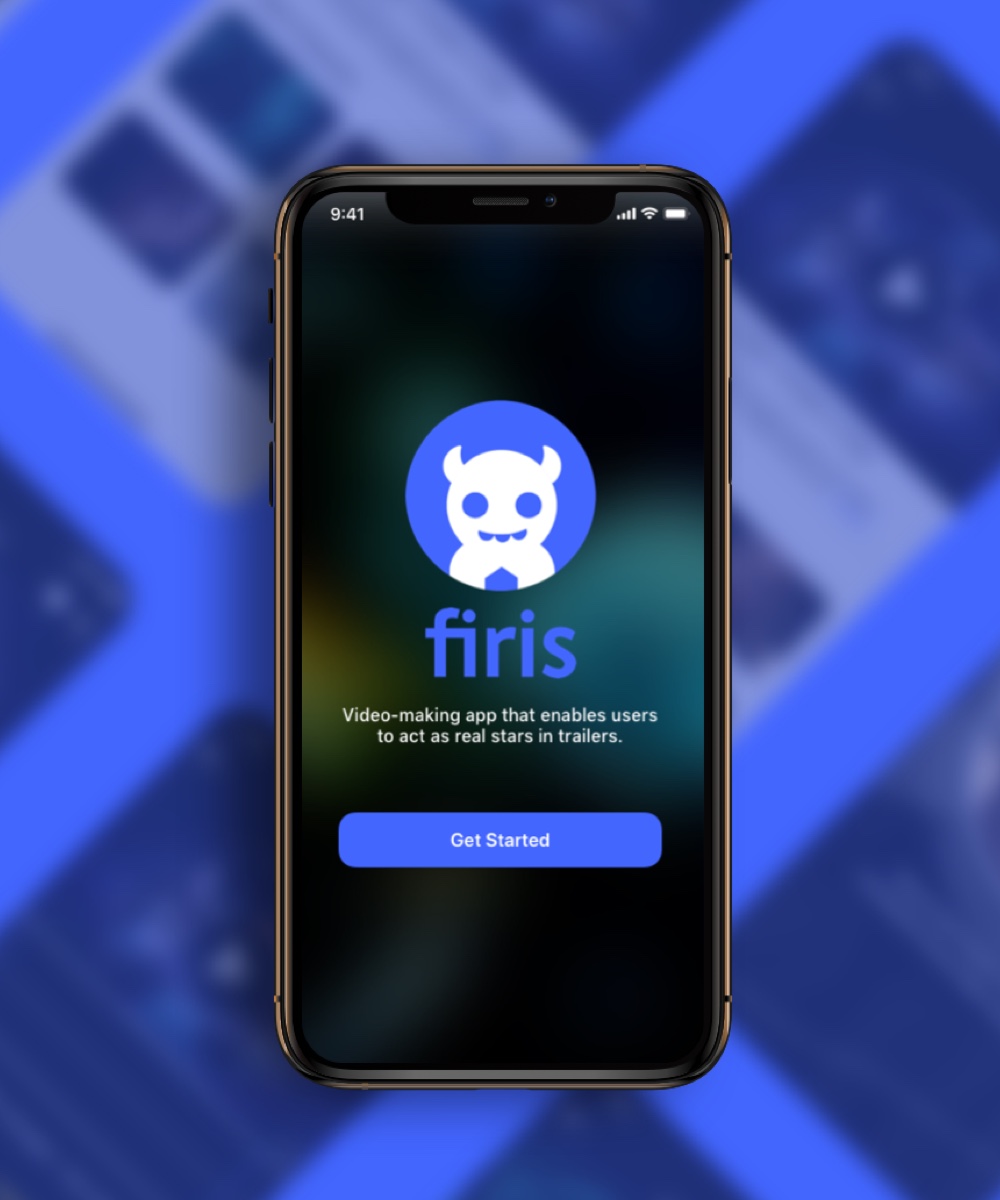 9:41
firis
Video-making app that enables users
to act as real stars in trailers.
Get Started